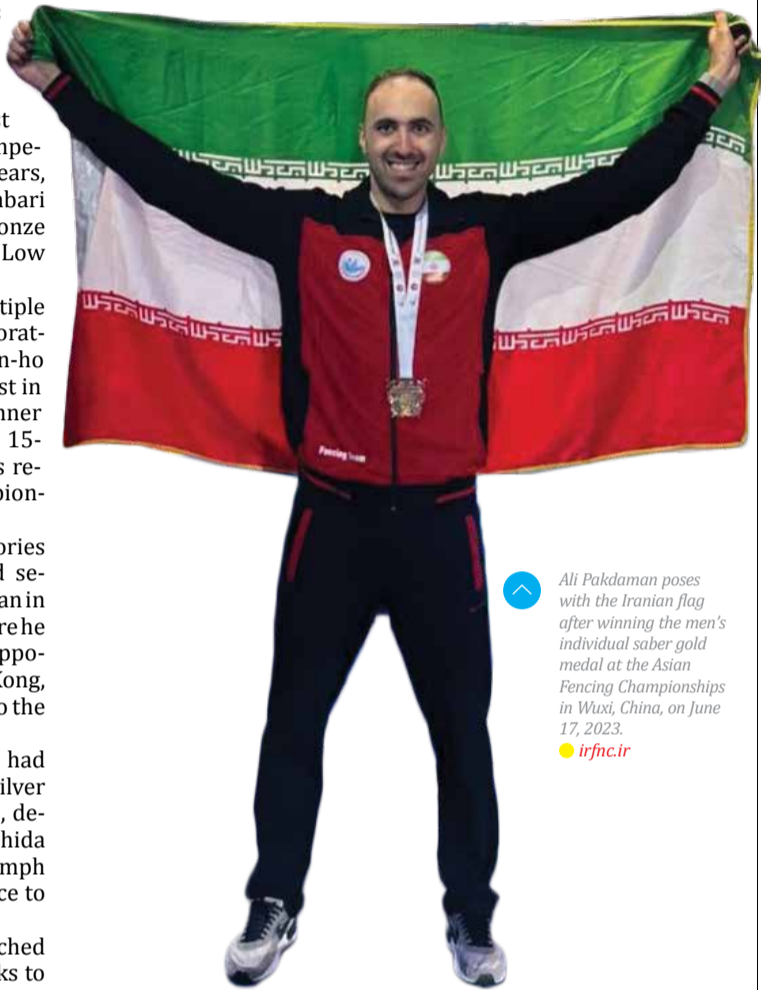 st
mpe-
ears,
nbari
onze
Low
tiple
orat-
n-ho
st in
nner
15-
s re-
pion-
ories
d se-
an in
re he
ppo-
Kong,
o the
had
ilver
, de-
hida
mph
ce to
ched
ks to
Fencing team
Ali Pakdaman poses
with the Iranian flag
after winning the men's
individual saber gold
medal at the Asian
Fencing Championships
in Wuxi, China, on June
17, 2023.
irfnc.ir